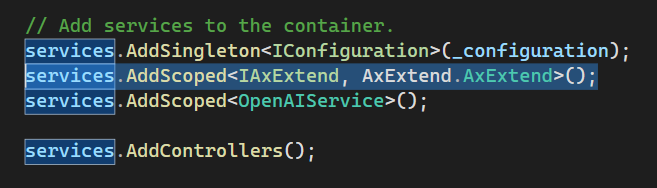 // Add services to the container.
services.AddSingleton<IConfiguration>(_configuration);
services.AddScoped<IAxExtend, AxExtend.AxExtend>();
services.AddScoped<OpenAIService>();
services.AddControllers();